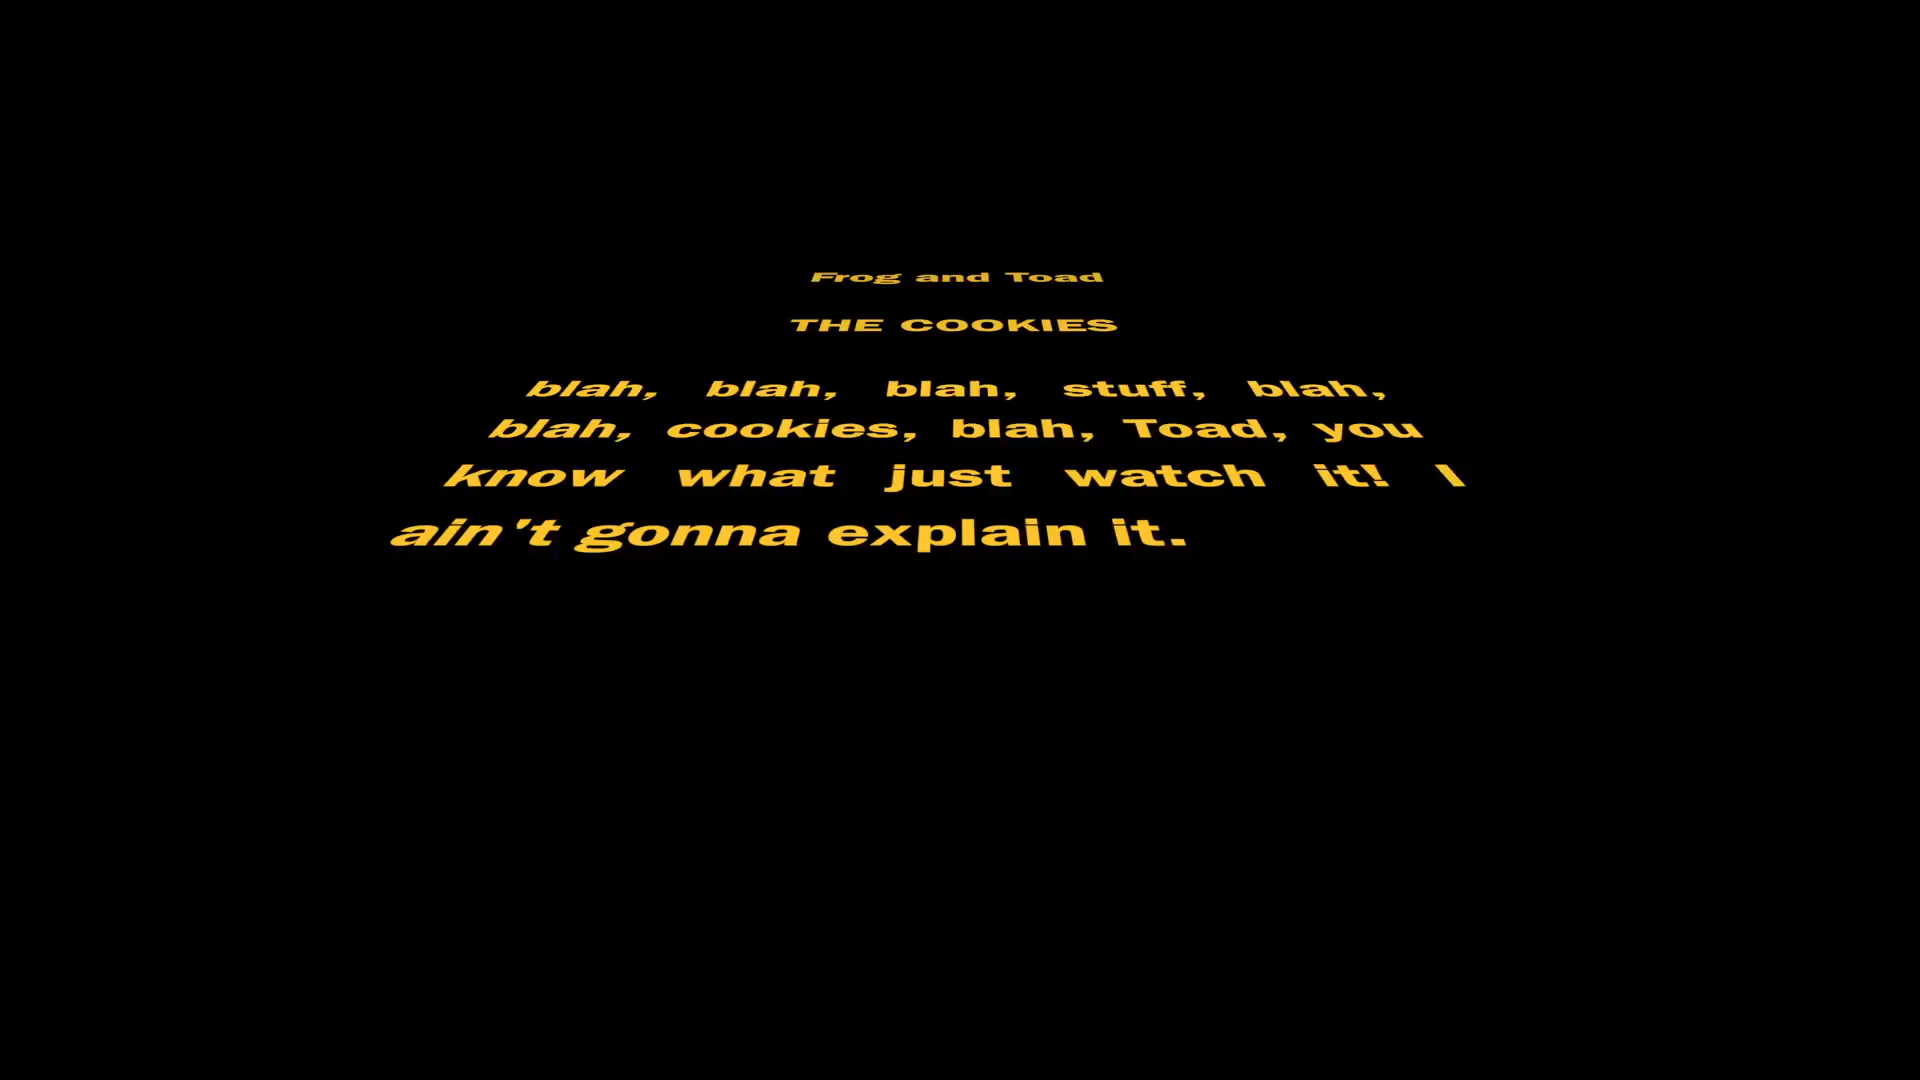 Frog and Toad
THE COOKIES
blah, blah, blah, stuff, blah,
blah, cookies, blah, Toad, you
know what just watch it! I
ain't gonna explain it.